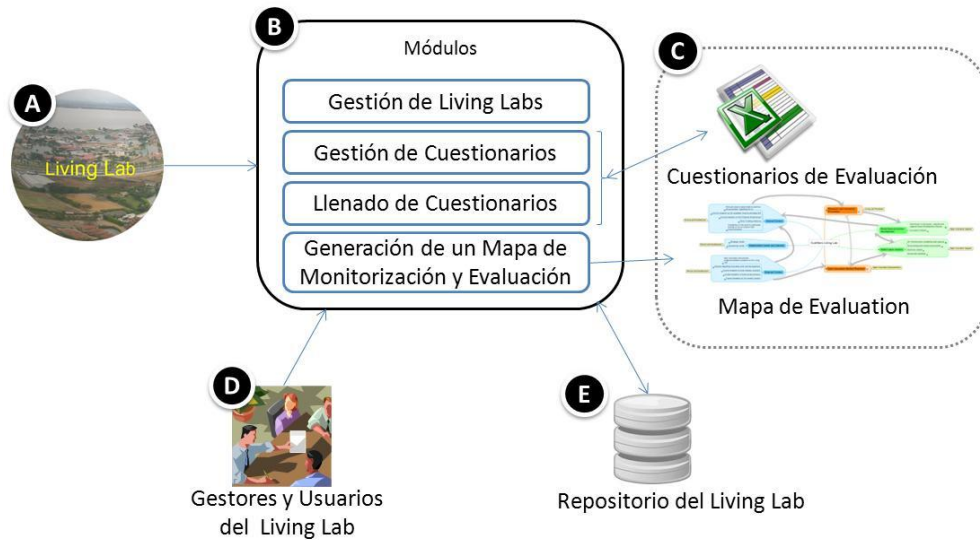 A
Living Lab
B
Módulos
Gestión de Living Labs
Gestión de Cuestionarios
Llenado de Cuestionarios
Generación de un Mapa de
Monitorización y Evaluación
C
Cuestionarios de Evaluación
Mapa de Evaluation
D
Gestores y Usuarios
del Living Lab
E
Repositorio del Living Lab